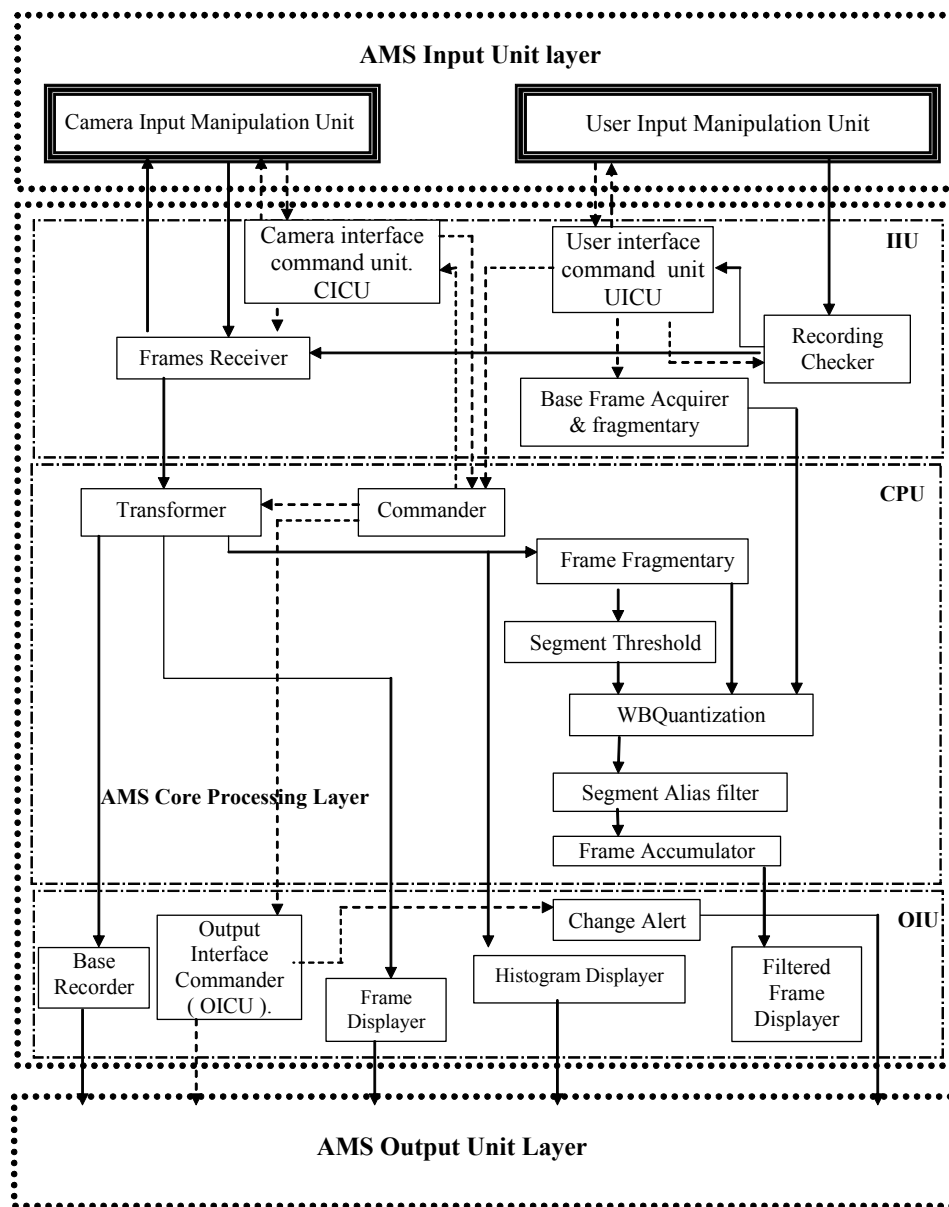 AMS Input Unit layer
Camera Input Manipulation Unit
User Input Manipulation Unit
Camera interface
command unit.
CICU
User interface
command unit
UICU
IIU
Frames Receiver
Recording
Checker
Base Frame Acquirer
& fragmentary
CPU
Transformer
Commander
Frame Fragmentary
Segment Threshold
WBQuantization
AMS Core Processing Layer
Segment Alias filter
Frame Accumulator
OIU
Change Alert
Base
Recorder
Output
Interface
Commander
( OICU ).
Frame
Displayer
Histogram Displayer
Filtered
Frame
Displayer
AMS Output Unit Layer